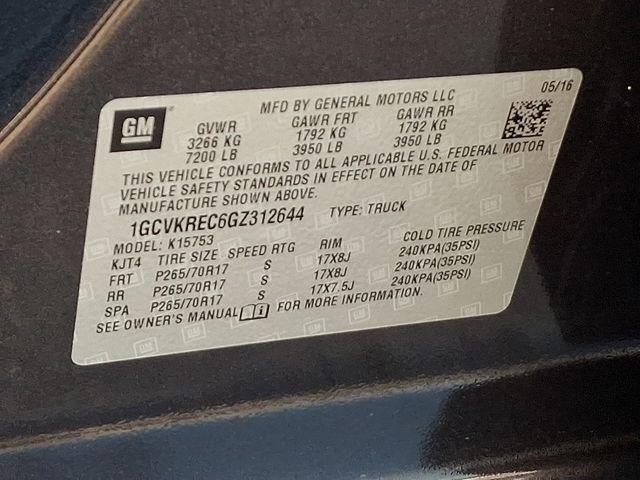 MFD BY GENERAL MOTORS LLC 05/16
GM GVWR GAWR FRT GAWR RR
3266 KG 1792 KG 1792 KG
7200 LB 3950 LB 3950 LB
THIS VEHICLE CONFORMS TO ALL APPLICABLE U.S. FEDERAL MOTOR
VEHICLE SAFETY STANDARDS IN EFFECT ON THE DATE OF
MANUFACTURE SHOWN ABOVE.
1GCVKREC6GZ312644 TYPE: TRUCK
MODEL: K15753
KJT4 TIRE SIZE SPEED RTG RIM COLD TIRE PRESSURE
FRT P265/70R17 S 17X8J 240KPA(35PSI)
RR P265/70R17 S 17X8J 240KPA(35PSI)
SPA P265/70R17 S 17X7.5J 240KPA(35PSI)
SEE OWNER'S MANUAL FOR MORE INFORMATION.